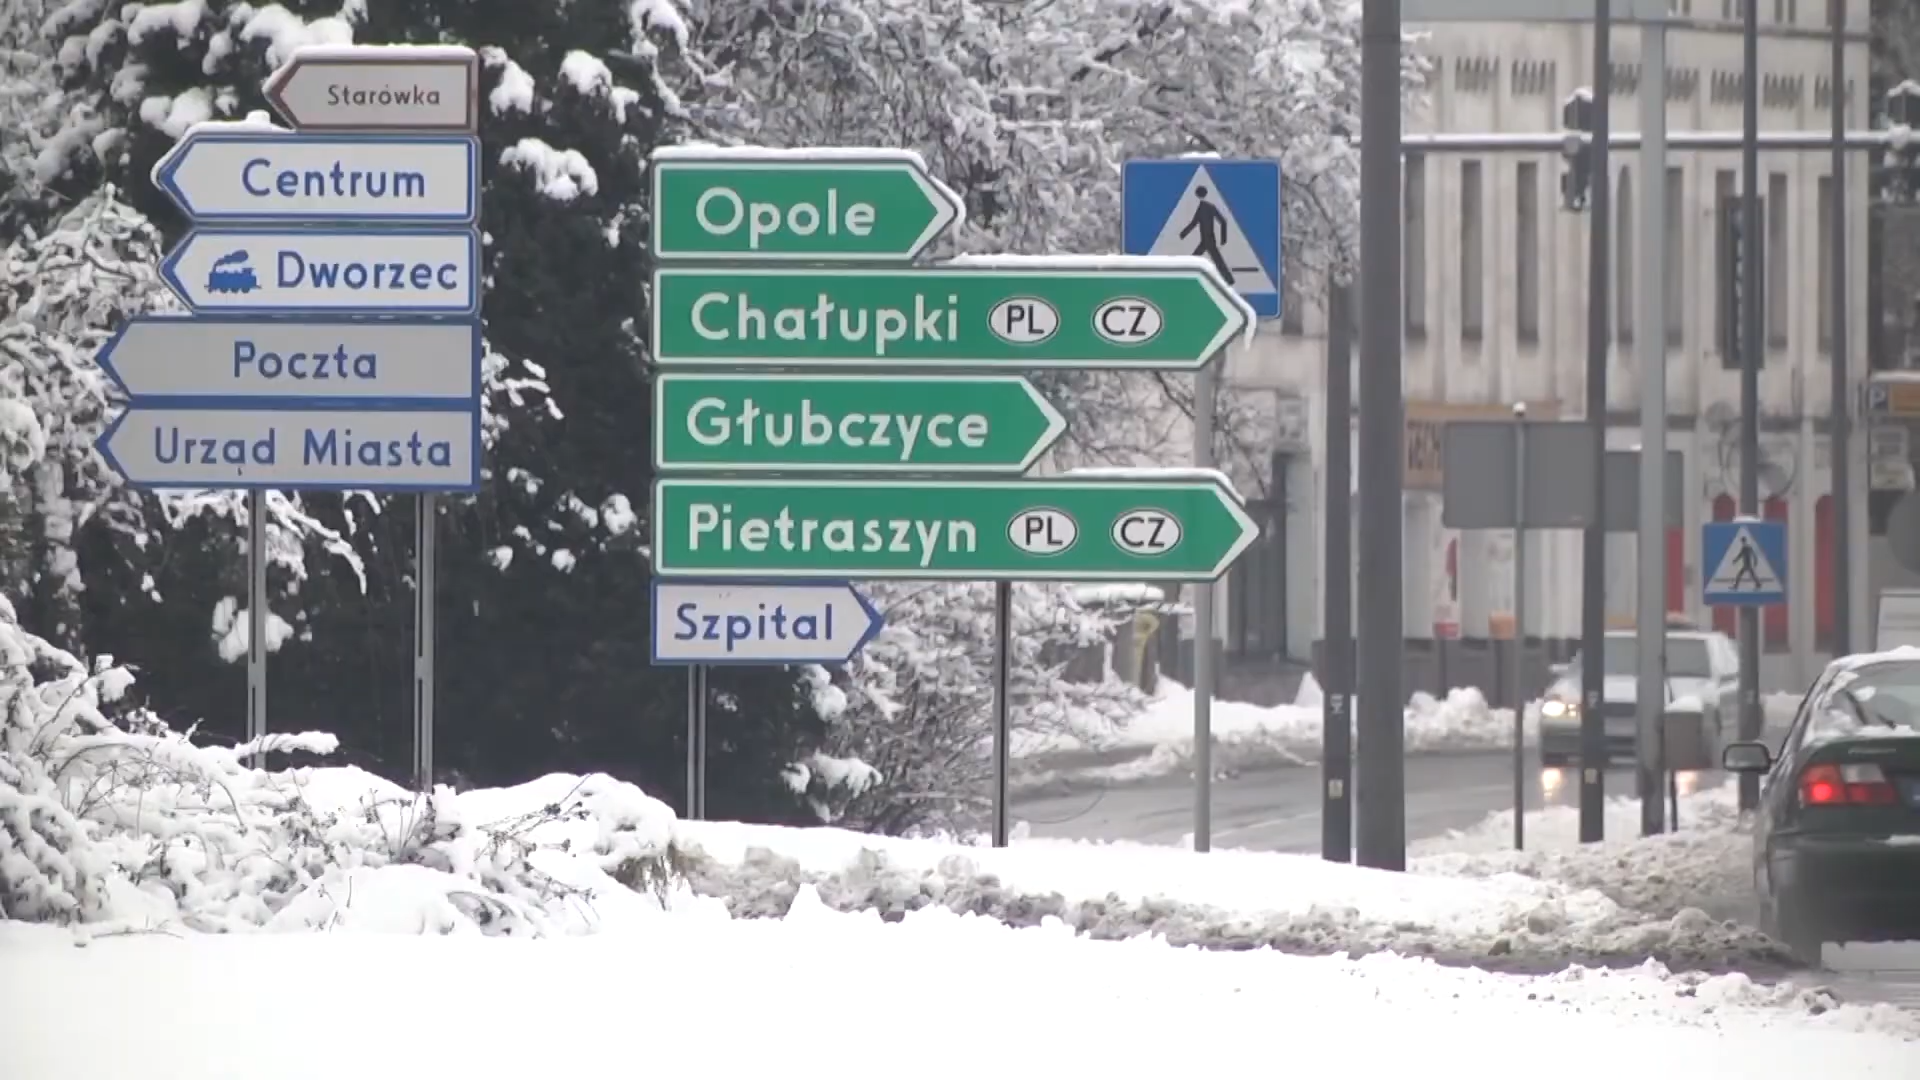 Starówka
Centrum
Dworzec
Poczta
Urząd Miasta
Opole
Chałupki PL CZ
Głubczyce
Pietraszyn PL CZ
Szpital